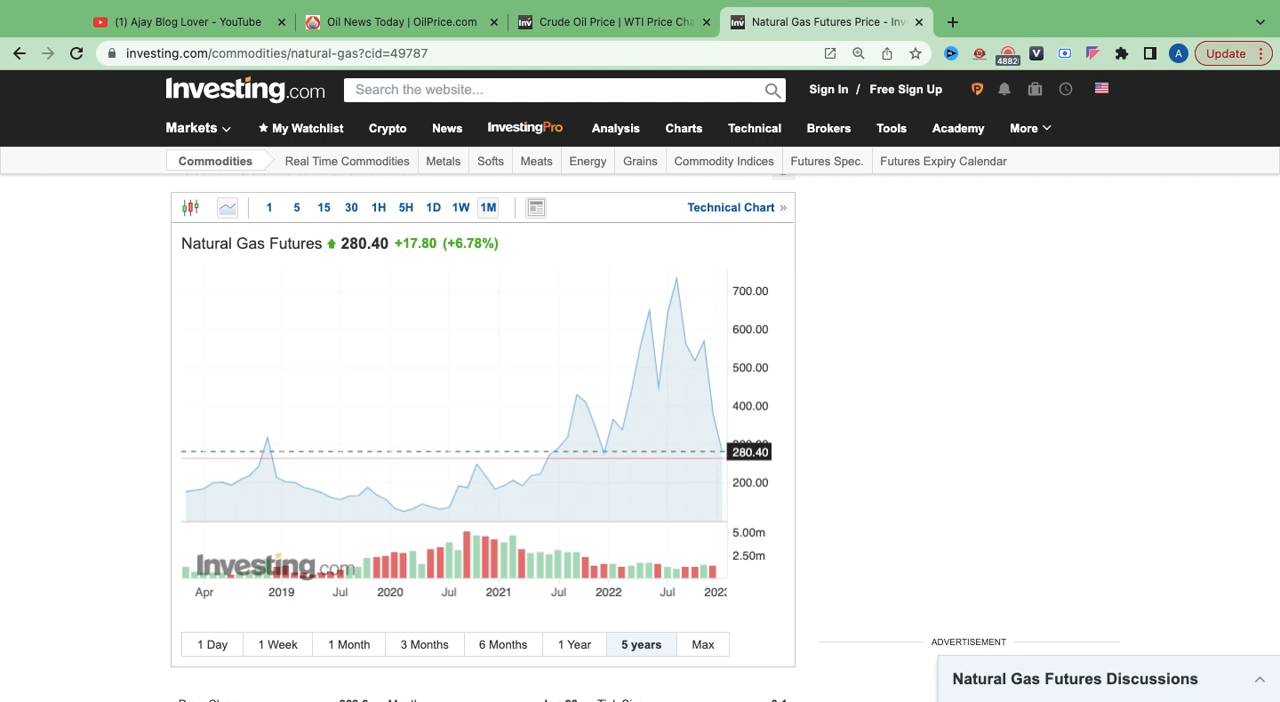 (1) Ajay Blog Lover - YouTube Oil News Today | OilPrice.com Crude Oil Price | WTI Price Cha Natural Gas Futures Price - Inv
investing.com/commodities/natural-gas?cid=49787 4882 V A Update
Investing.com Search the website... Sign In / Free Sign Up
Markets My Watchlist Crypto News InvestingPro Analysis Charts Technical Brokers Tools Academy More
Commodities Real Time Commodities Metals Softs Meats Energy Grains Commodity Indices Futures Spec. Futures Expiry Calendar
1 5 15 30 1H 5H 1D 1W 1M Technical Chart »
Natural Gas Futures 280.40 +17.80 (+6.78%)
700.00
600.00
500.00
400.00
280.40
200.00
5.00m
2.50m
Investing.com
Apr 2019 Jul 2020 Jul 2021 Jul 2022 Jul 2023
1 Day 1 Week 1 Month 3 Months 6 Months 1 Year 5 years Max
ADVERTISEMENT
Natural Gas Futures Discussions